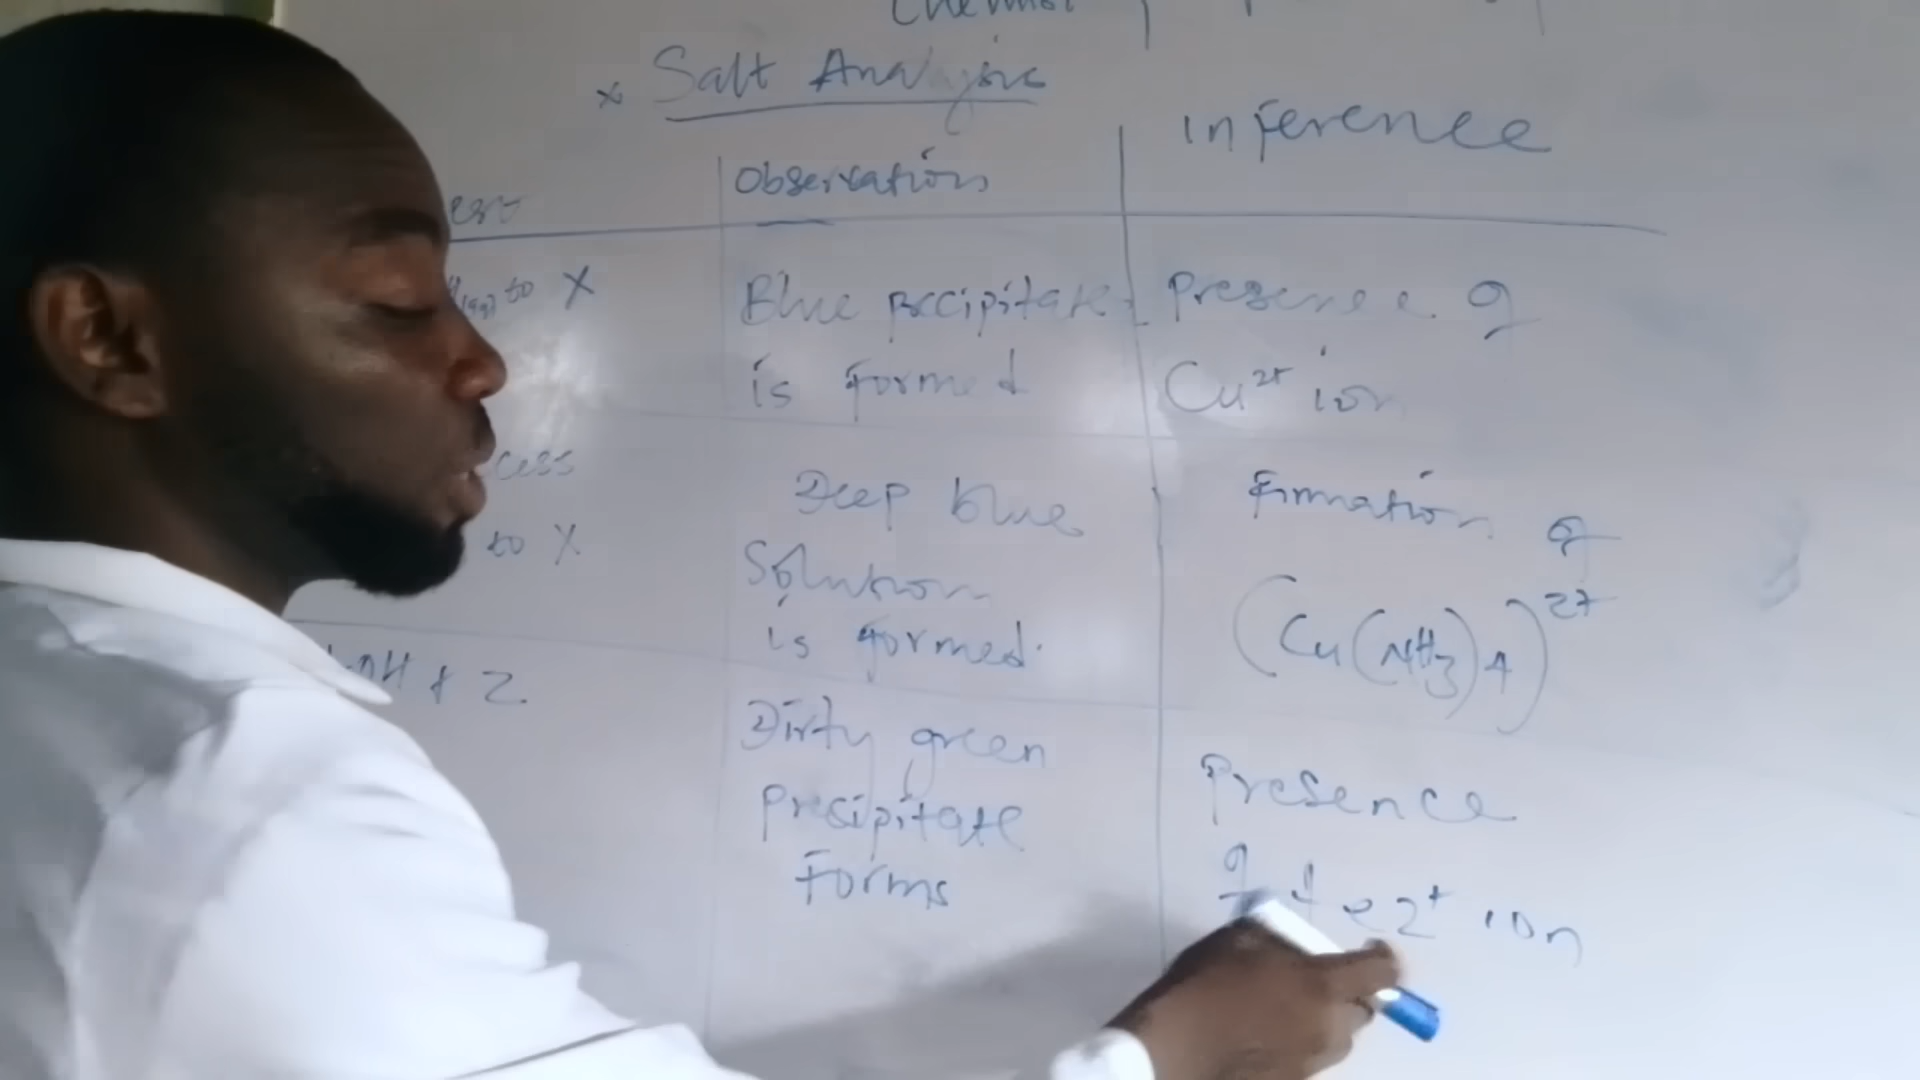 × Salt Analysis
Observations
inference
to X
Blue precipitate
is formed
Presence of
Cu²⁺ ion
to X
Deep blue
Solution
is formed.
Formation of
(Cu(NH₃)₄)²⁺
OH + Z
Dirty green
Precipitate
Forms
Presence
of Fe2⁺ ion